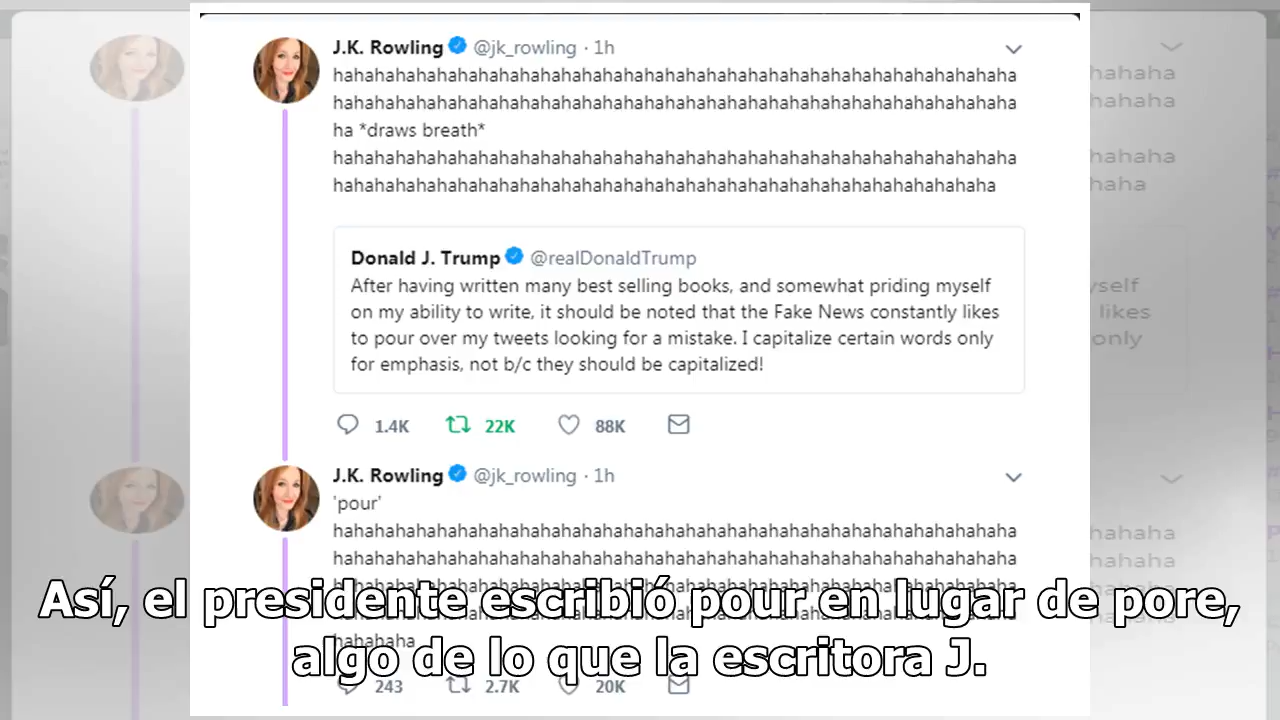 J.K. Rowling @jk_rowling · 1h
hahahahahahahahahahahahahahahahahahahahahahahahahahahahahahahahaha
hahahahahahahahahahahahahahahahahahahahahahahahahahahahahahahahaha
ha *draws breath*
hahahahahahahahahahahahahahahahahahahahahahahahahahahahahahahahaha
hahahahahahahahahahahahahahahahahahahahahahahahahahahahahahahaha
Donald J. Trump @realDonaldTrump
After having written many best selling books, and somewhat priding myself
on my ability to write, it should be noted that the Fake News constantly likes
to pour over my tweets looking for a mistake. I capitalize certain words only
for emphasis, not b/c they should be capitalized!
1.4K 22K 88K
J.K. Rowling @jk_rowling · 1h
'pour'
hahahahahahahahahahahahahahahahahahahahahahahahahahahahahahahahaha
hahahahahahahahahahahahahahahahahahahahahahahahahahahahahahahahaha
Así, el presidente escribió pour en lugar de pore,
hahahaha
algo de lo que la escritora J.
243 2.7K 20K